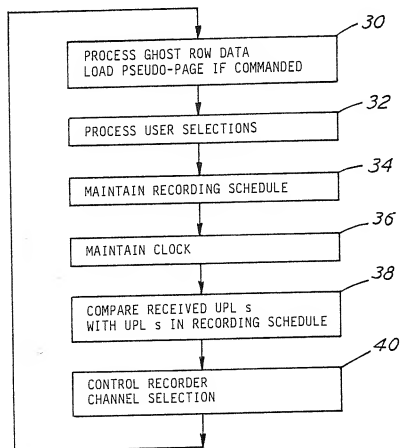 30
PROCESS GHOST ROW DATA
LOAD PSEUDO-PAGE IF COMMANDED
32
PROCESS USER SELECTIONS
34
MAINTAIN RECORDING SCHEDULE
36
MAINTAIN CLOCK
38
COMPARE RECEIVED UPL s
WITH UPL s IN RECORDING SCHEDULE
40
CONTROL RECORDER
CHANNEL SELECTION